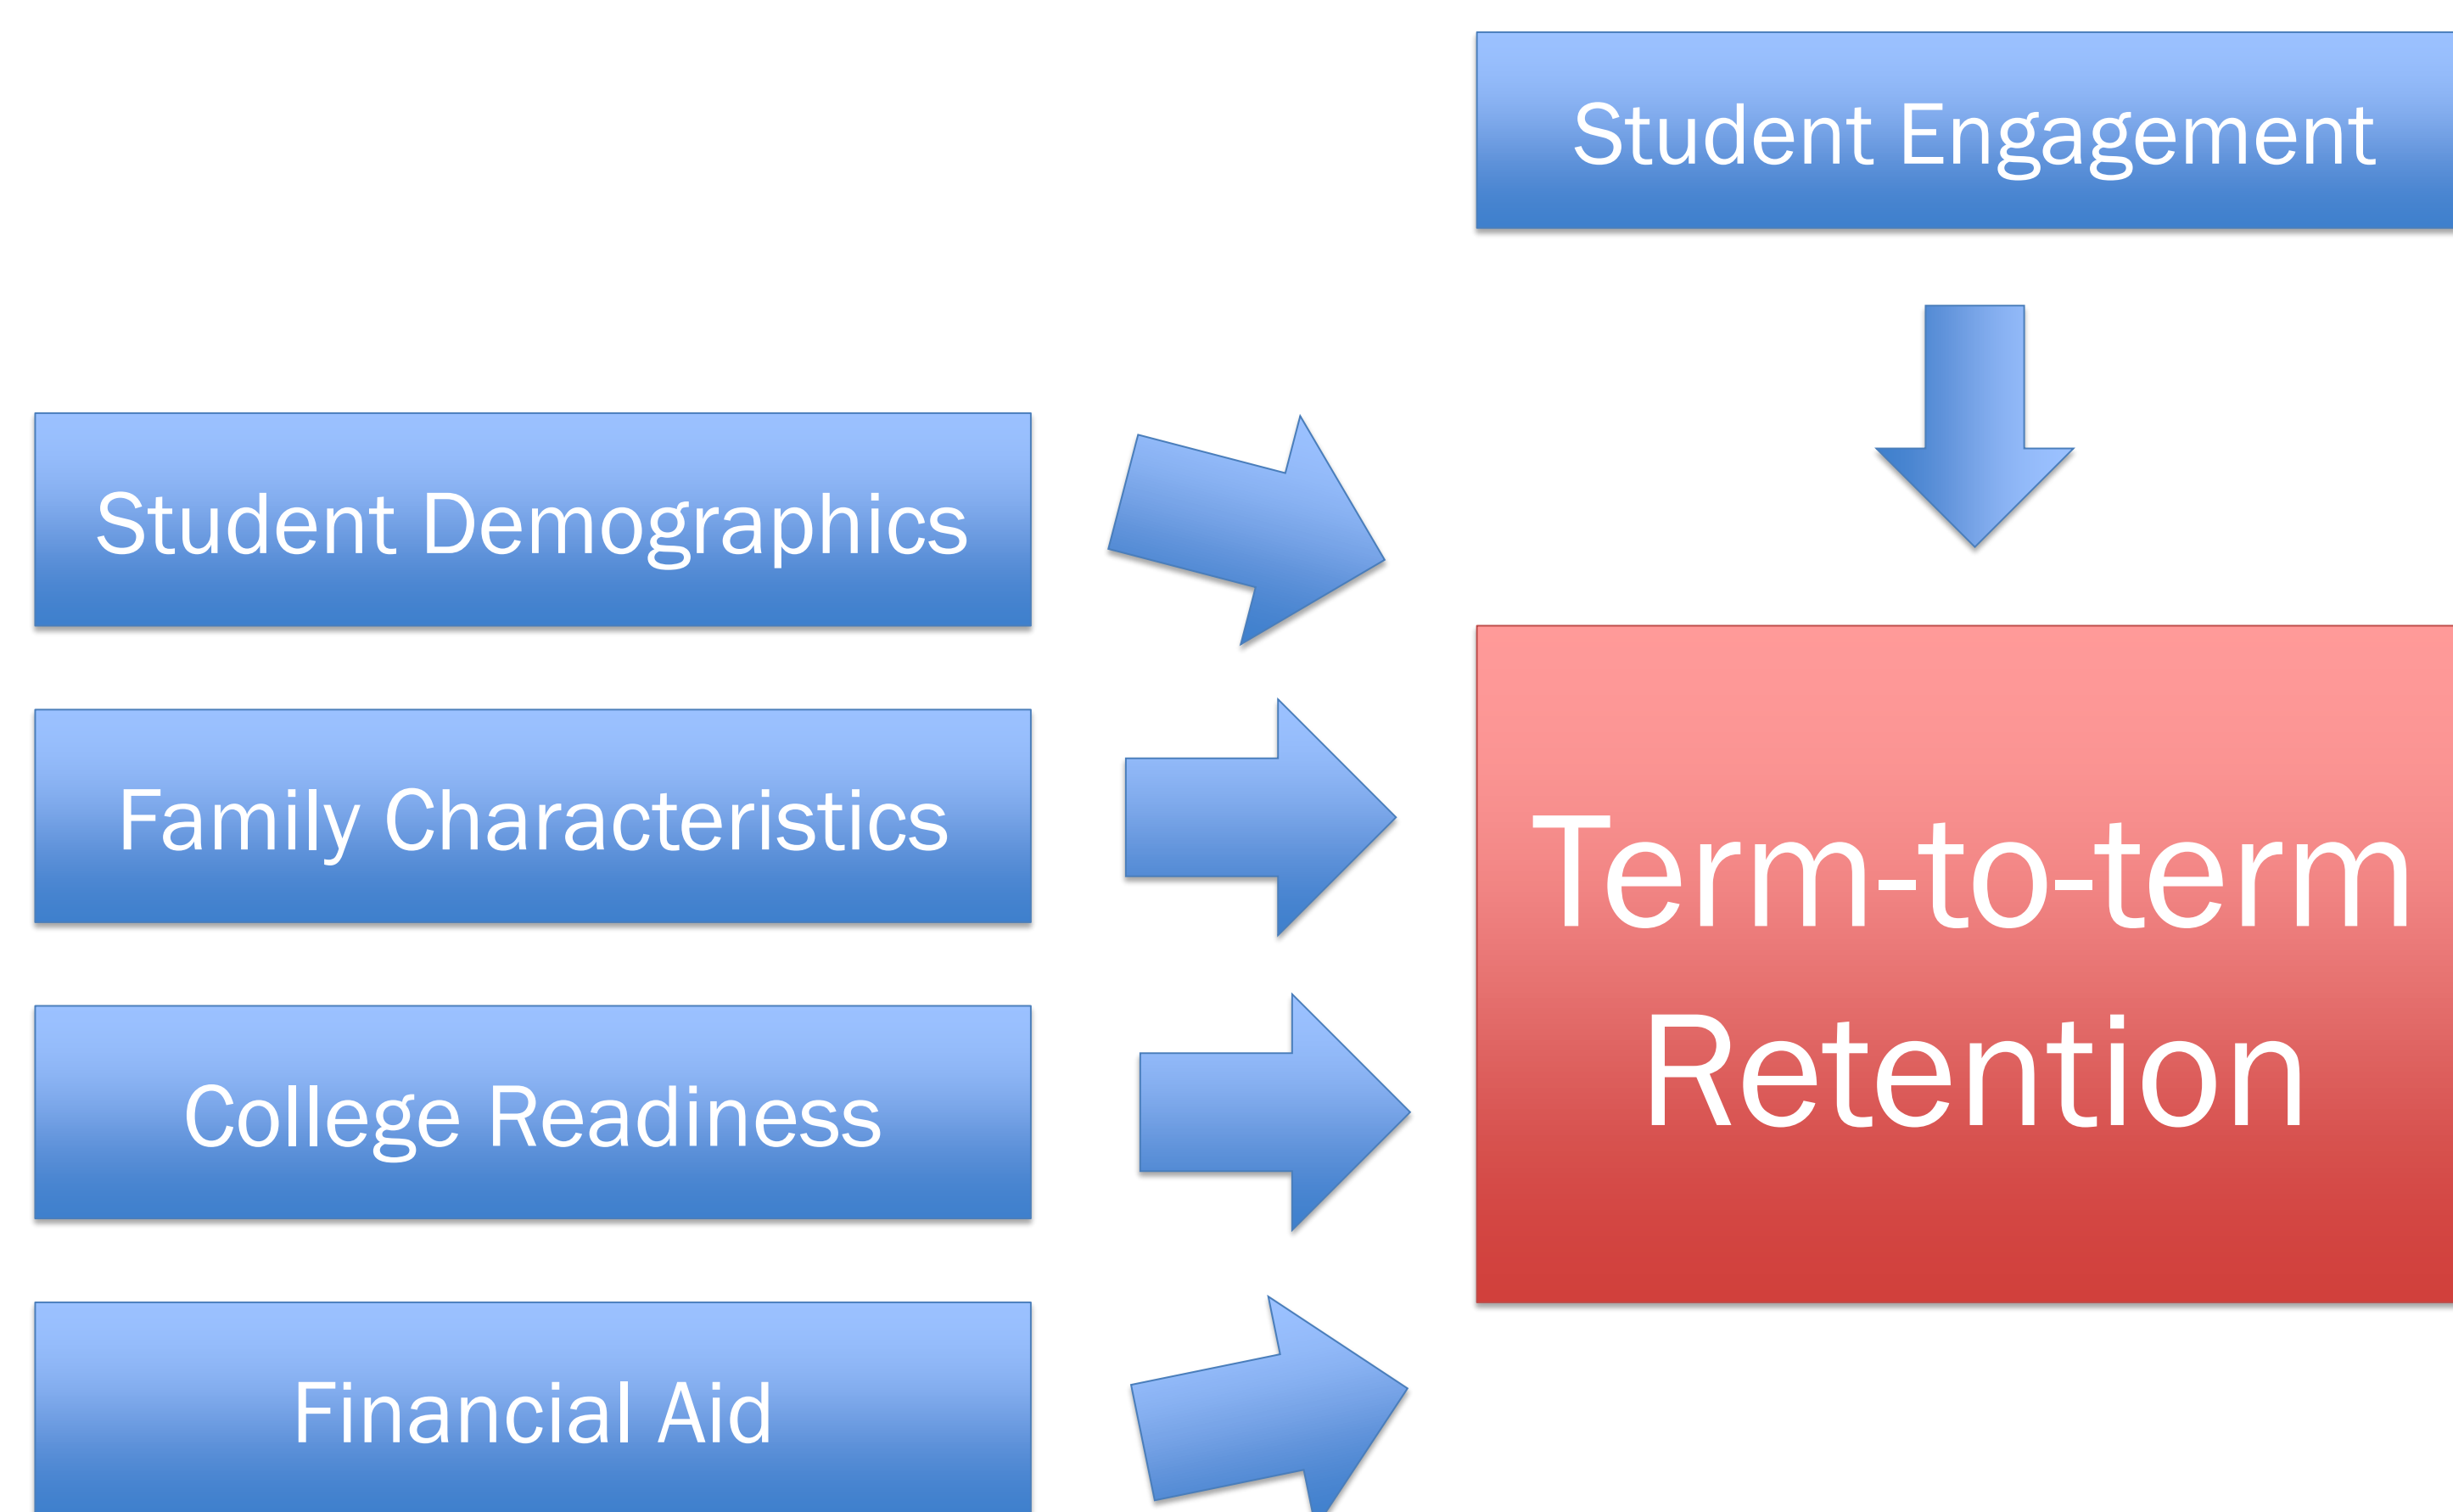 Student Engagement
Student Demographics
Family Characteristics
Term-to-term
Retention
College Readiness
Financial Aid